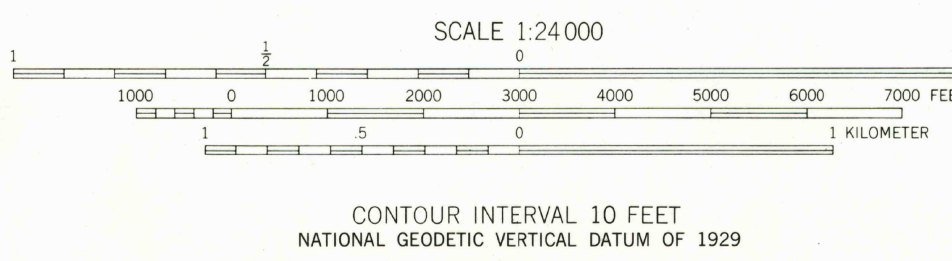 SCALE 1:24 000
1 1/2 0
1000 0 1000 2000 3000 4000 5000 6000 7000
1 .5 0 1 KILOMETER
CONTOUR INTERVAL 10 FEET
NATIONAL GEODETIC VERTICAL DATUM OF 1929